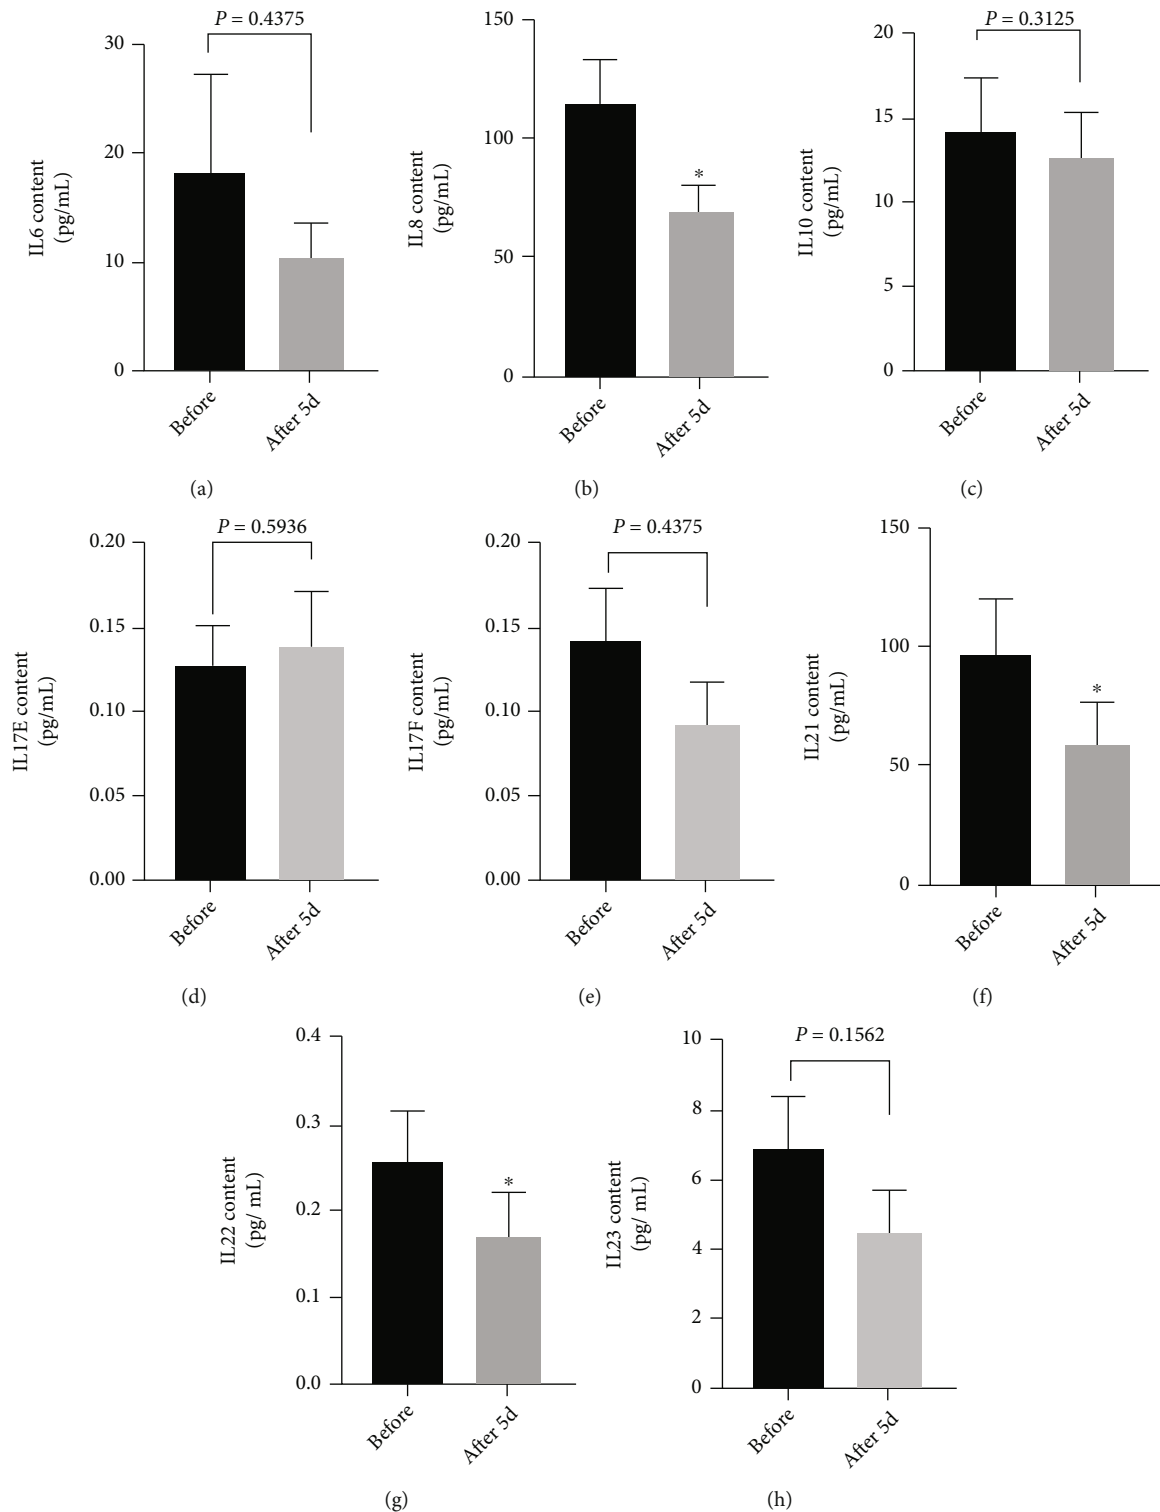 P = 0.4375
30
20
10
0
IL6 content
(pg/mL)
Before
After 5d
(a)
150
100
50
0
IL8 content
(pg/mL)
*
Before
After 5d
(b)
P = 0.3125
20
15
10
5
0
IL10 content
(pg/mL)
Before
After 5d
(c)
P = 0.5936
0.20
0.15
0.10
0.05
0.00
IL17E content
(pg/mL)
Before
After 5d
(d)
P = 0.4375
0.20
0.15
0.10
0.05
0.00
IL17F content
(pg/mL)
Before
After 5d
(e)
150
100
50
0
IL21 content
(pg/mL)
*
Before
After 5d
(f)
0.4
0.3
0.2
0.1
0.0
IL22 content
(pg/ mL)
*
Before
After 5d
(g)
P = 0.1562
10
8
6
4
2
0
IL23 content
(pg/ mL)
Before
After 5d
(h)